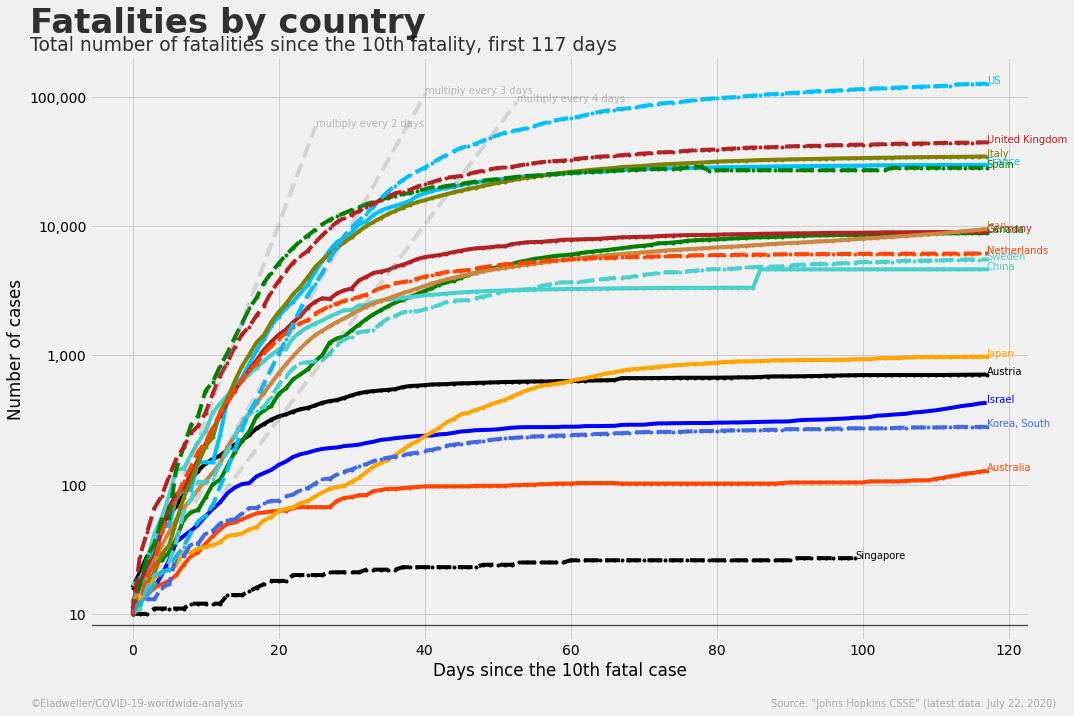 Fatalities by country
Total number of fatalities since the 10th fatality, first 117 days
100,000
10,000
1,000
100
10
Number of cases
0
20
40
60
80
100
120
Days since the 10th fatal case
multiply every 2 days
multiply every 3 days
multiply every 4 days
US
United Kingdom
Italy
France
Spain
Iran
Germany
Canada
Netherlands
Sweden
China
Japan
Austria
Israel
Korea, South
Australia
Singapore
©Eladweller/COVID-19-worldwide-analysis
Source: "Johns Hopkins CSSE" (latest data: July 22, 2020)